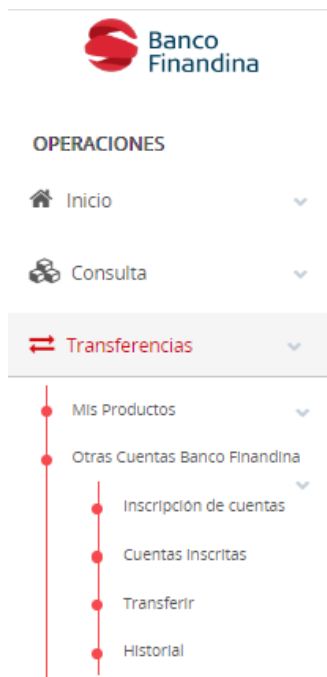 Banco
Finandina
OPERACIONES
Inicio
Consulta
Transferencias
Mis Productos
Otras Cuentas Banco Finandina
Inscripción de cuentas
Cuentas Inscritas
Transferir
Historial